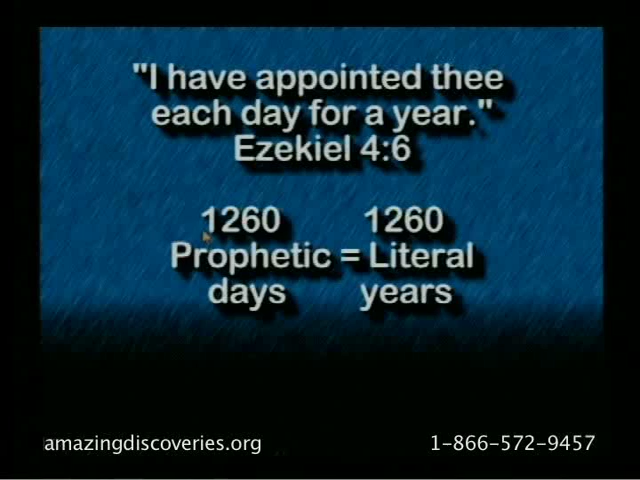 "I have appointed thee
each day for a year."
Ezekiel 4:6
1260 1260
Prophetic = Literal
days years
amazingdiscoveries.org 1-866-572-9457